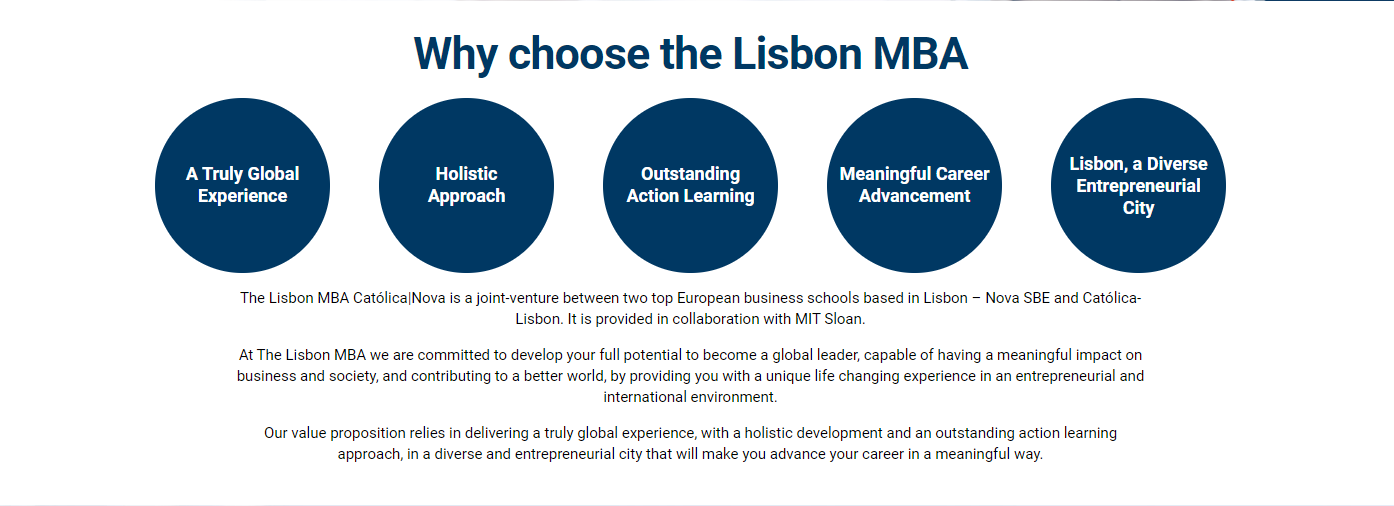 Why choose the Lisbon MBA
A Truly Global
Experience
Holistic
Approach
Outstanding
Action Learning
Meaningful Career
Advancement
Lisbon, a Diverse
Entrepreneurial
City
The Lisbon MBA Católica|Nova is a joint-venture between two top European business schools based in Lisbon – Nova SBE and Católica-
Lisbon. It is provided in collaboration with MIT Sloan.
At The Lisbon MBA we are committed to develop your full potential to become a global leader, capable of having a meaningful impact on
business and society, and contributing to a better world, by providing you with a unique life changing experience in an entrepreneurial and
international environment.
Our value proposition relies in delivering a truly global experience, with a holistic development and an outstanding action learning
approach, in a diverse and entrepreneurial city that will make you advance your career in a meaningful way.